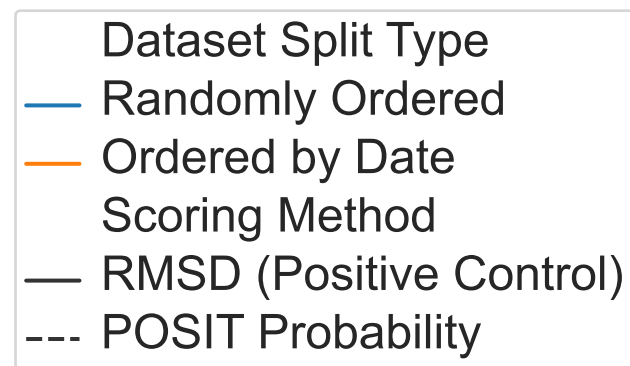 Dataset Split Type
Randomly Ordered
Ordered by Date
Scoring Method
RMSD (Positive Control)
POSIT Probability